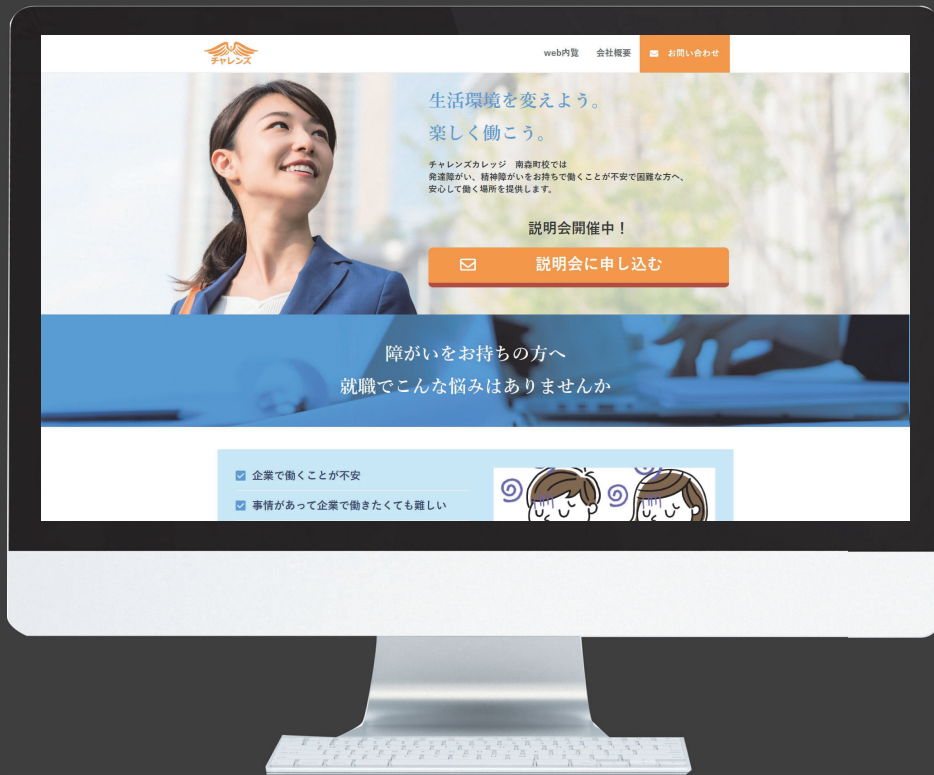 チャレンズ
web内覧
会社概要
お問い合わせ
生活環境を変えよう。
楽しく働こう。
チャレンズカレッジ　南森町校では
発達障がい、精神障がいをお持ちで働くことが不安で困難な方へ、
安心して働く場所を提供します。
説明会開催中！
説明会に申し込む
障がいをお持ちの方へ
就職でこんな悩みはありませんか
企業で働くことが不安
事情があって企業で働きたくても難しい